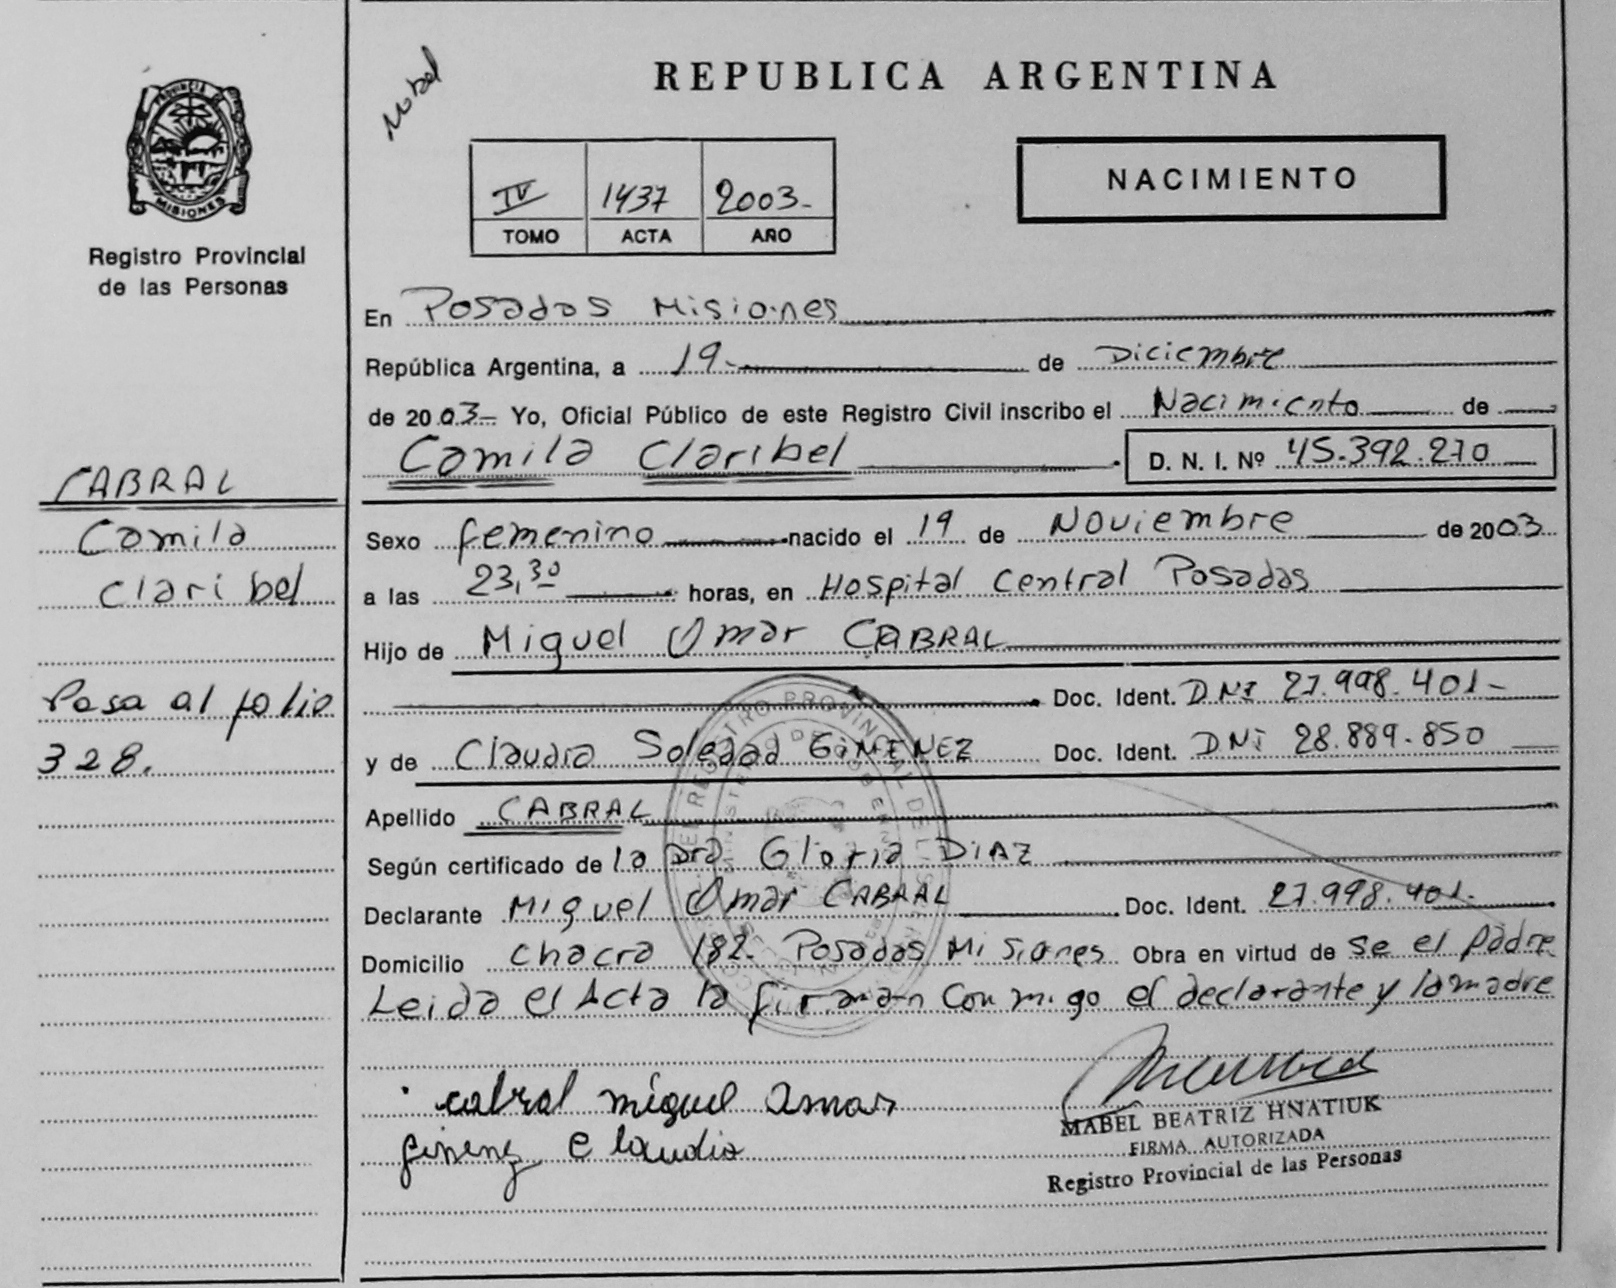 Mabel
REPUBLICA ARGENTINA
PROVINCIA DE
MISIONES
Registro Provincial
de las Personas
IV 1437 2003-
TOMO ACTA AÑO
NACIMIENTO
En Posadas Misiones
República Argentina, a 19- de Diciembre
de 2003- Yo, Oficial Público de este Registro Civil inscribo el Nacimiento de
Camila Claribel D. N. I. Nº 45.392.270
CABRAL
Camila
Claribel
Pasa al folio
328.
Sexo femenino nacido el 19 de Noviembre de 2003
a las 23,30 horas, en Hospital Central Posadas
Hijo de Miguel Omar CABRAL
Doc. Ident. DNI 27.998.401-
y de Claudia Soledad GIMENEZ Doc. Ident. DNI 28.889.850
Apellido CABRAL
Según certificado de la Dra Gloria DIAZ
Declarante Miguel Omar CABRAL Doc. Ident. 27.998.401-
Domicilio Chacra 182- Posadas Misiones Obra en virtud de Se el padre
Leida el Acta la firman conmigo el declarante y la madre
cabral miguel amar
gimenez claudia
MABEL BEATRIZ HNATIUK
FIRMA AUTORIZADA
Registro Provincial de las Personas